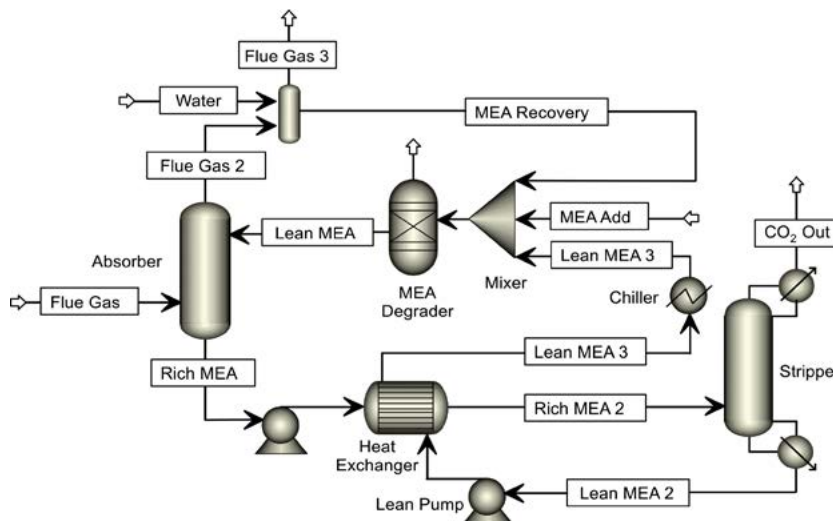 Flue Gas 3
Water
MEA Recovery
Flue Gas 2
MEA Add
CO₂ Out
Lean MEA
Lean MEA 3
Absorber
MEA
Degrader
Mixer
Chiller
Flue Gas
Lean MEA 3
Rich MEA
Rich MEA 2
Strippe
Heat
Exchanger
Lean Pump
Lean MEA 2